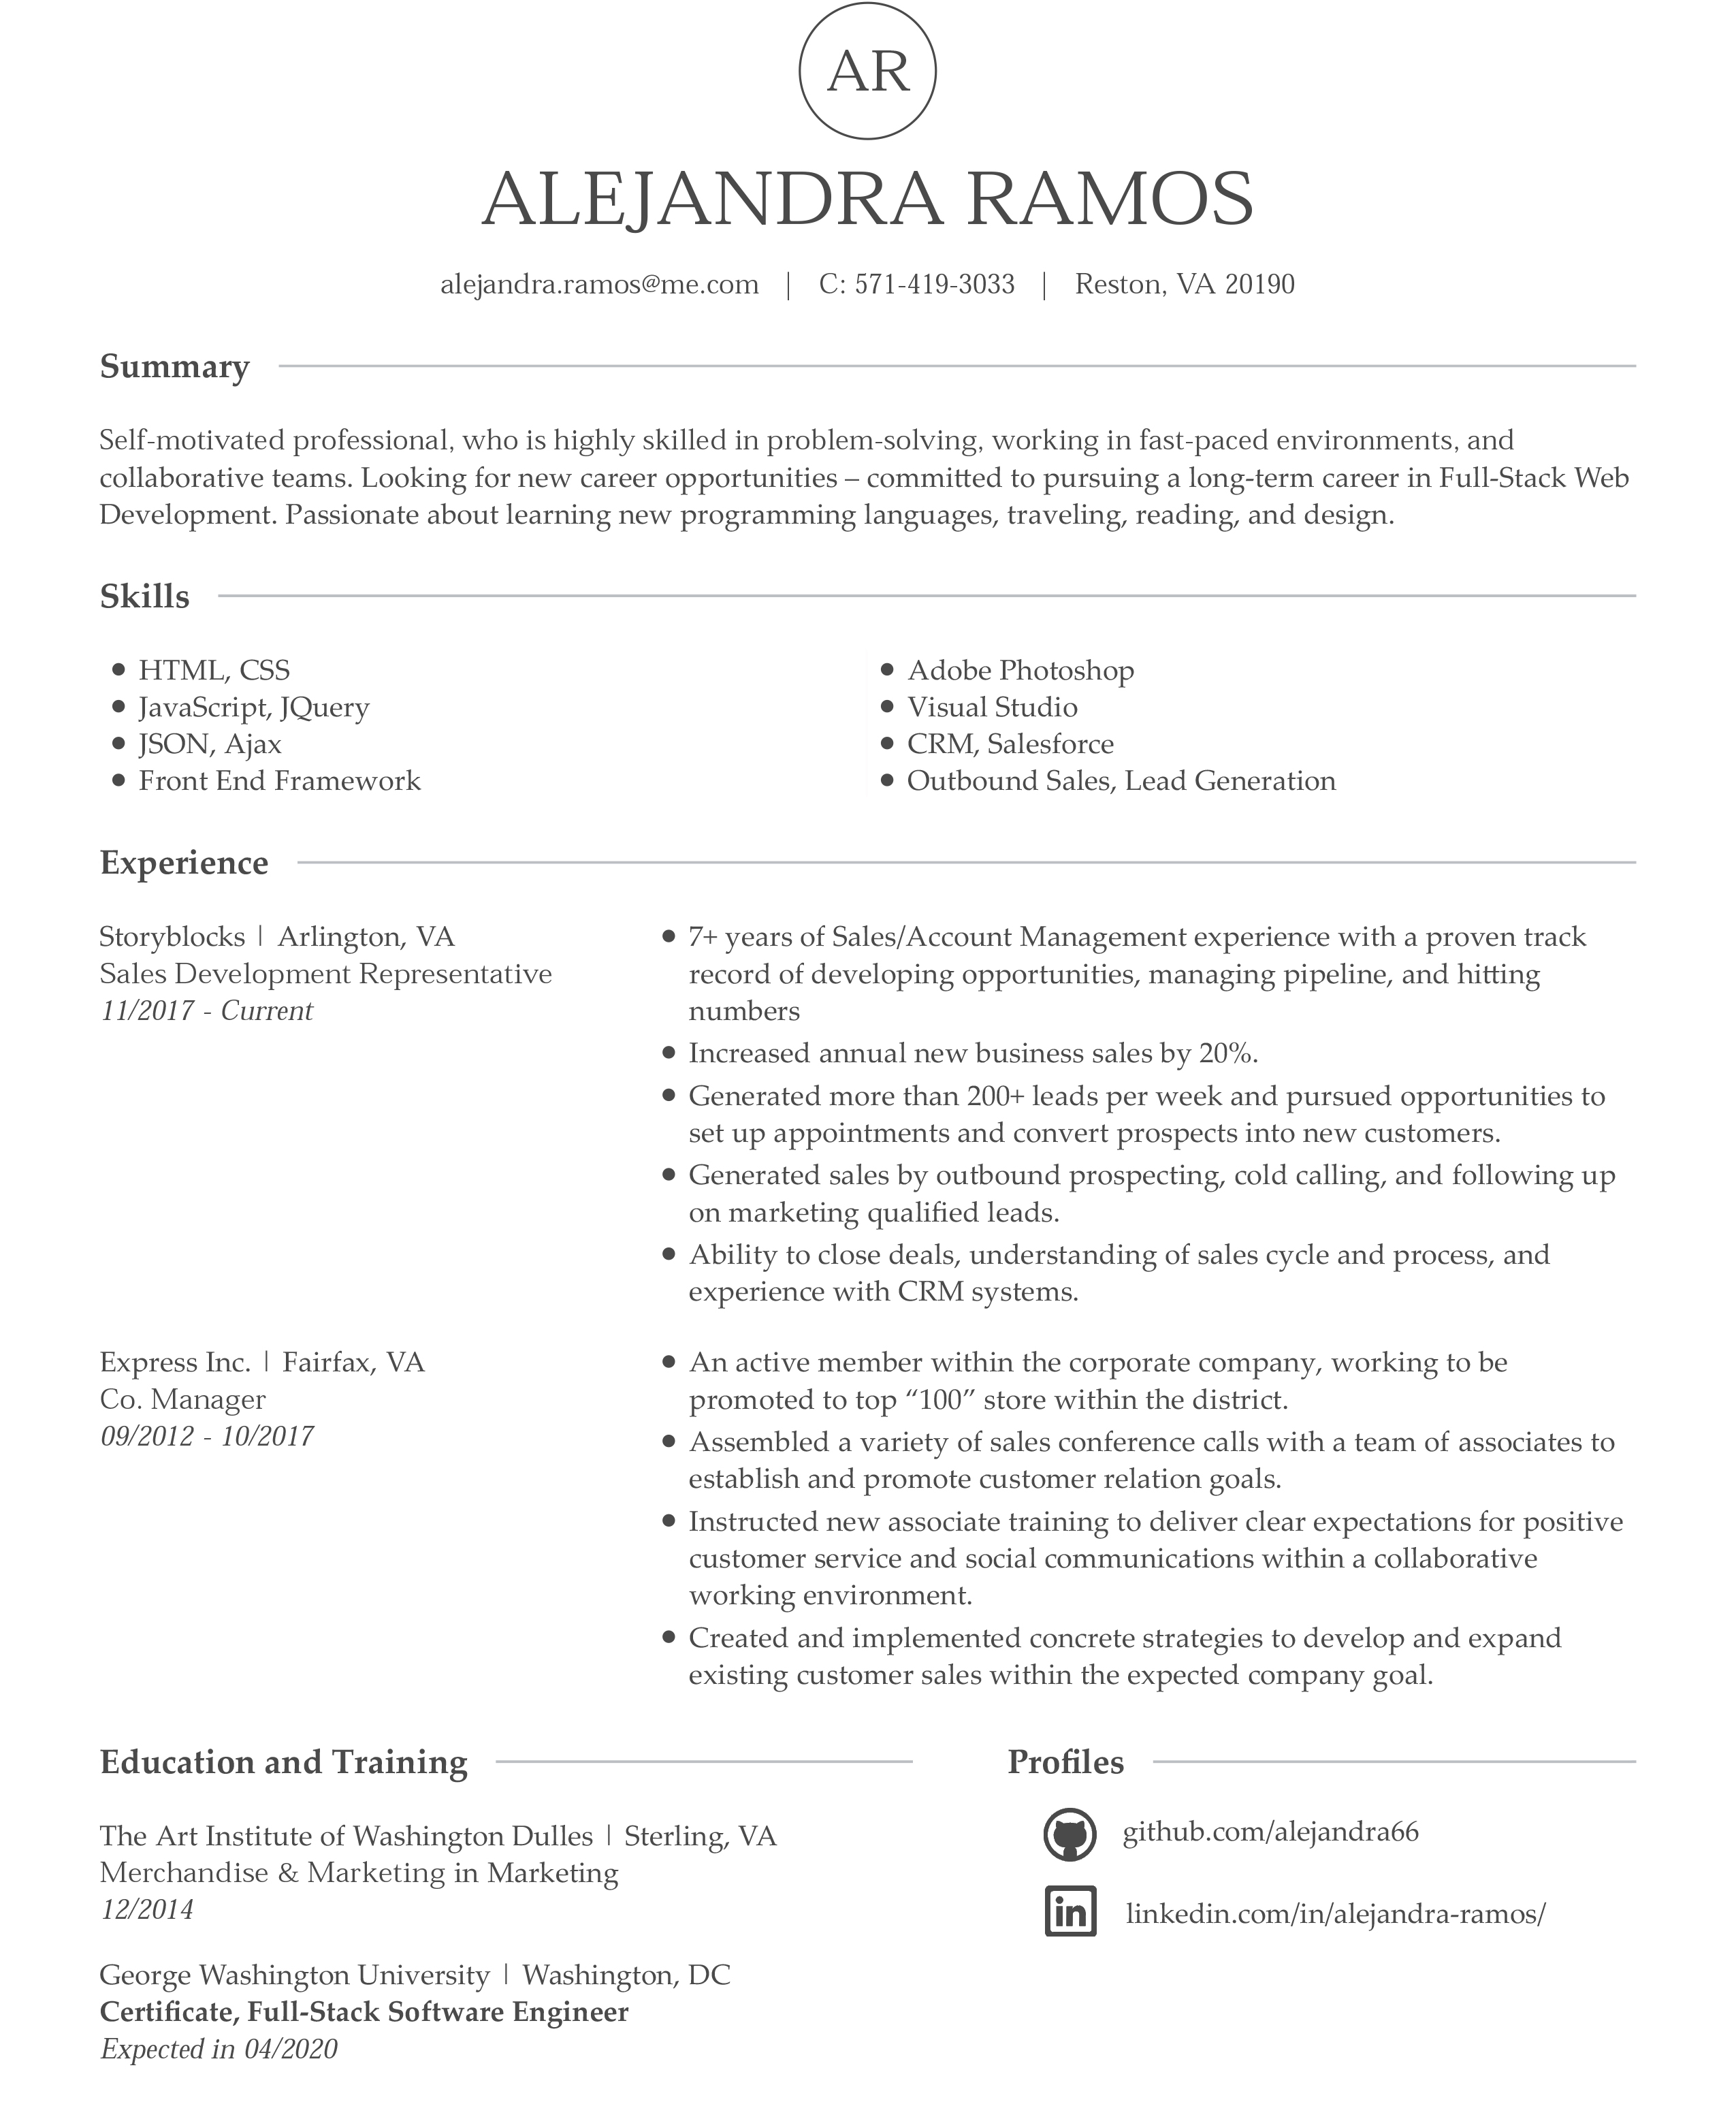 AR
ALEJANDRA RAMOS
alejandra.ramos@me.com | C: 571-419-3033 | Reston, VA 20190
Summary
Self-motivated professional, who is highly skilled in problem-solving, working in fast-paced environments, and
collaborative teams. Looking for new career opportunities – committed to pursuing a long-term career in Full-Stack Web
Development. Passionate about learning new programming languages, traveling, reading, and design.
Skills
• HTML, CSS
• JavaScript, JQuery
• JSON, Ajax
• Front End Framework
• Adobe Photoshop
• Visual Studio
• CRM, Salesforce
• Outbound Sales, Lead Generation
Experience
Storyblocks | Arlington, VA
Sales Development Representative
11/2017 - Current
• 7+ years of Sales/Account Management experience with a proven track
record of developing opportunities, managing pipeline, and hitting
numbers
• Increased annual new business sales by 20%.
• Generated more than 200+ leads per week and pursued opportunities to
set up appointments and convert prospects into new customers.
• Generated sales by outbound prospecting, cold calling, and following up
on marketing qualified leads.
• Ability to close deals, understanding of sales cycle and process, and
experience with CRM systems.
Express Inc. | Fairfax, VA
Co. Manager
09/2012 - 10/2017
• An active member within the corporate company, working to be
promoted to top “100” store within the district.
• Assembled a variety of sales conference calls with a team of associates to
establish and promote customer relation goals.
• Instructed new associate training to deliver clear expectations for positive
customer service and social communications within a collaborative
working environment.
• Created and implemented concrete strategies to develop and expand
existing customer sales within the expected company goal.
Education and Training
The Art Institute of Washington Dulles | Sterling, VA
Merchandise & Marketing in Marketing
12/2014
George Washington University | Washington, DC
Certificate, Full-Stack Software Engineer
Expected in 04/2020
Profiles
github.com/alejandra66
in linkedin.com/in/alejandra-ramos/